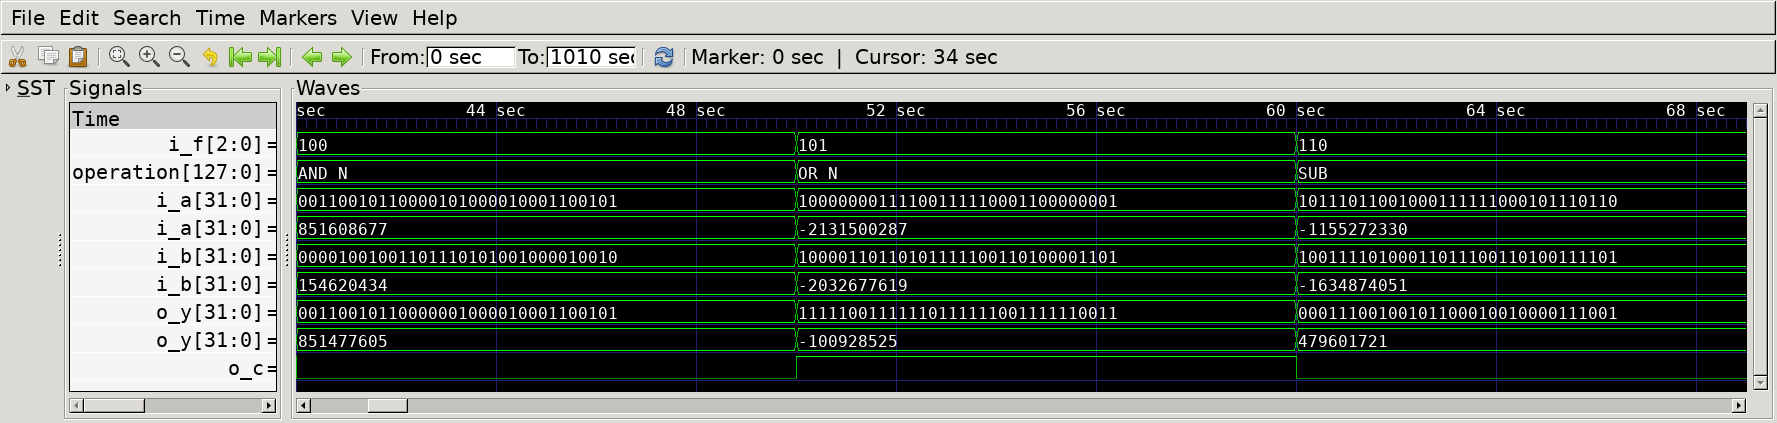 File Edit Search Time Markers View Help
From: 0 sec To: 1010 sec Marker: 0 sec | Cursor: 34 sec
SST Signals Waves
Time sec 44 sec 48 sec 52 sec 56 sec 60 sec 64 sec 68 sec
i_f[2:0]= 100 101 110
operation[127:0]= AND N OR N SUB
i_a[31:0]= 00110010110000101000010001100101 10000000111100111110001100000001 10111011001000111111000101110110
i_a[31:0]= 851608677 -2131500287 -1155272330
i_b[31:0]= 00001001001101110101001000010010 10000110110101111100110100001101 10011110100011011100110100111101
i_b[31:0]= 154620434 -2032677619 -1634874051
o_y[31:0]= 00110010110000001000010001100101 11111001111110111111001111110011 00011100100101100010010000111001
o_y[31:0]= 851477605 -100928525 479601721
o_c=